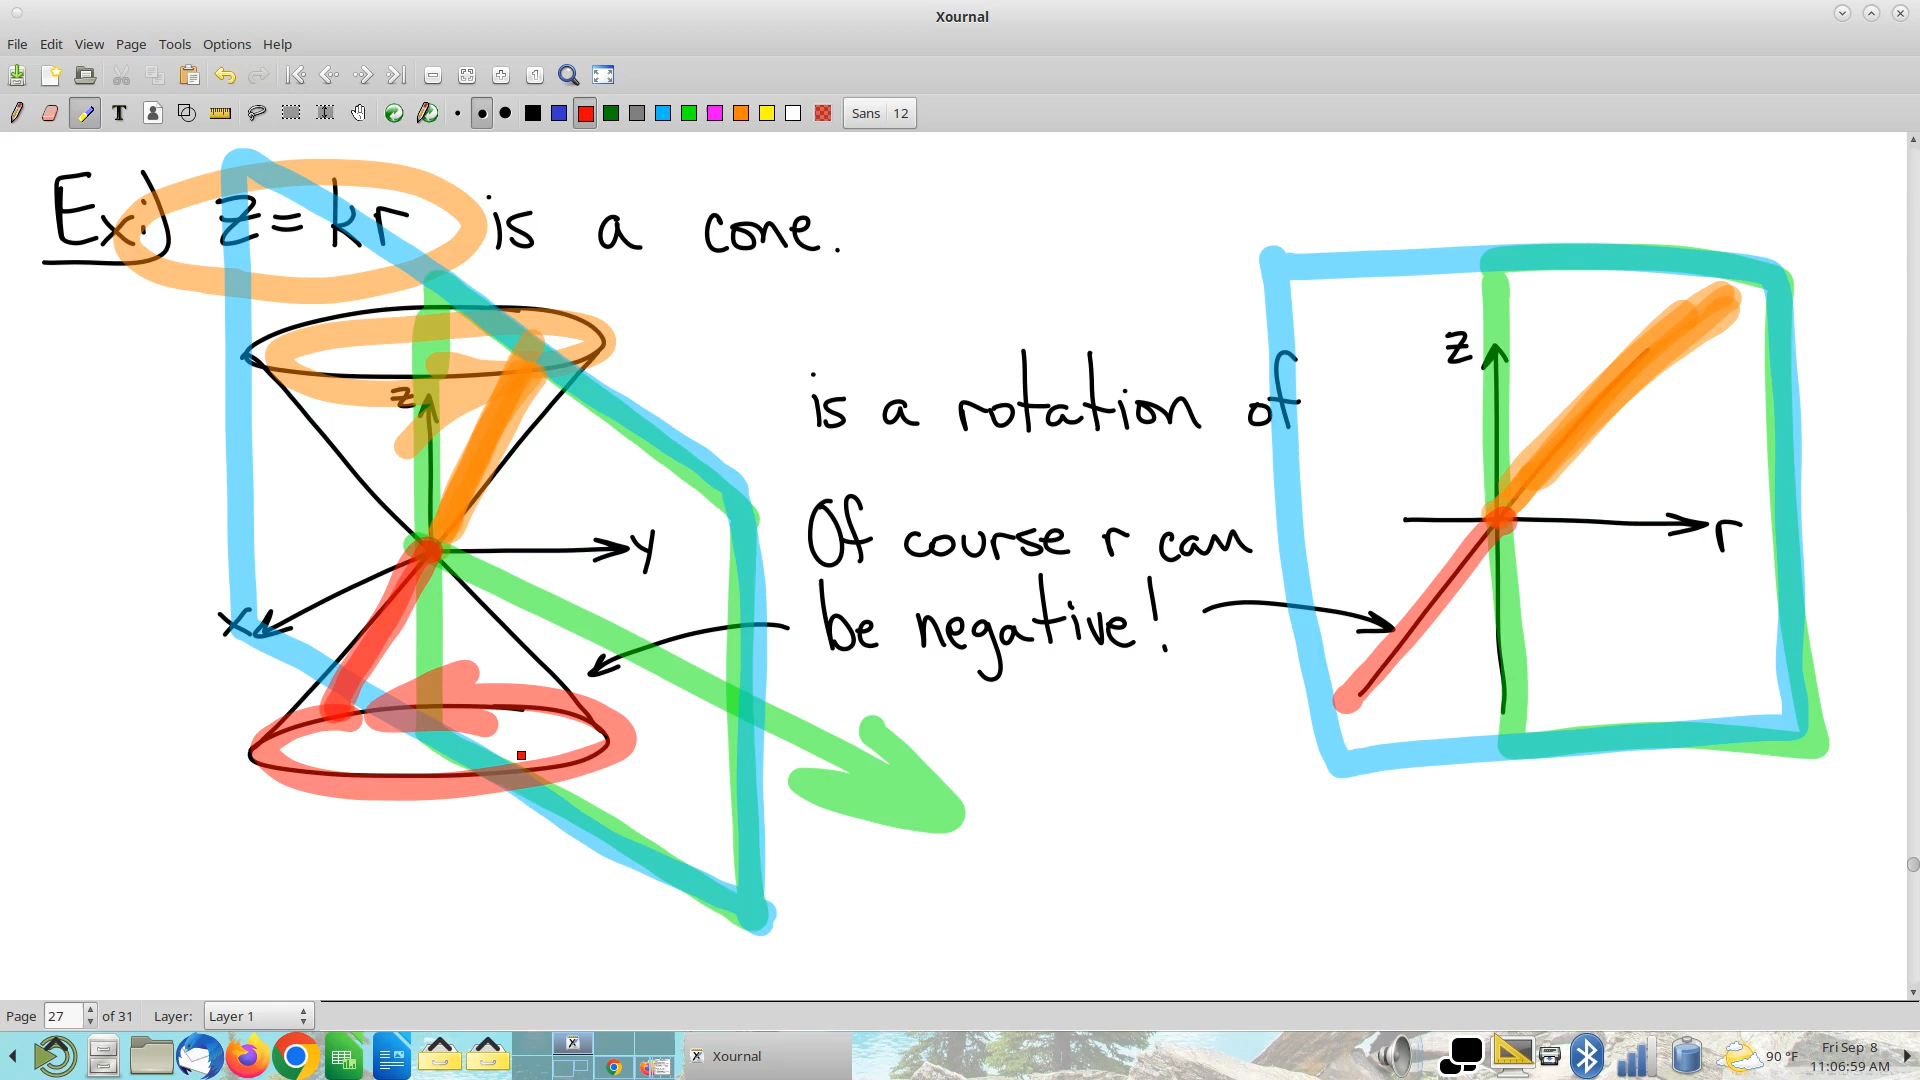 Xournal
File Edit View Page Tools Options Help
Sans 12
Ex:) z = kr is a cone.
z
y
x
is a rotation of
z
r
Of course r can
be negative!
Page 27 of 31 Layer: Layer 1
Xournal
90 °F
Fri Sep 8
11:06:59 AM